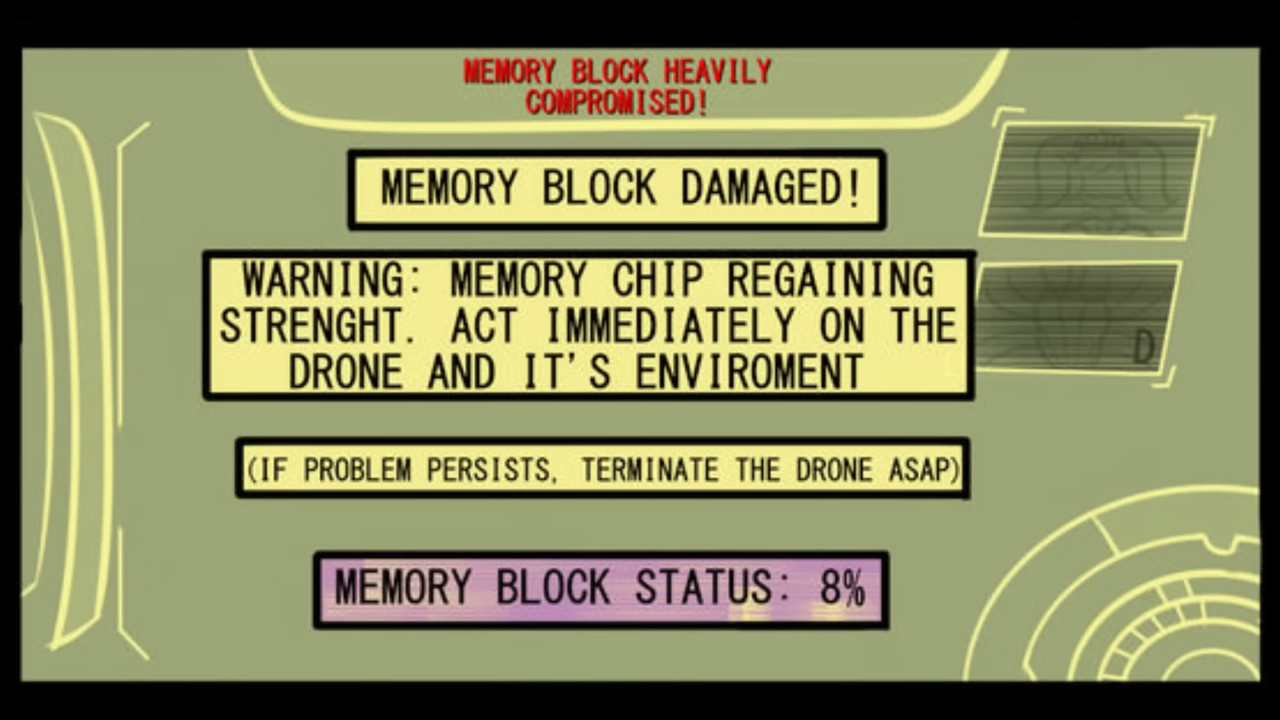 MEMORY BLOCK HEAVILY
COMPROMISED!
MEMORY BLOCK DAMAGED!
WARNING: MEMORY CHIP REGAINING
STRENGHT. ACT IMMEDIATELY ON THE
DRONE AND IT'S ENVIROMENT
D
(IF PROBLEM PERSISTS, TERMINATE THE DRONE ASAP)
MEMORY BLOCK STATUS: 8%